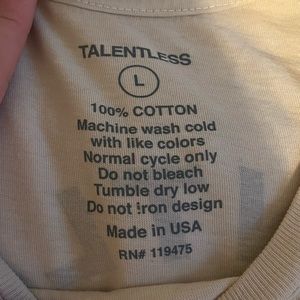 TALENTLESS
L
100% COTTON
Machine wash cold
with like colors
Normal cycle only
Do not bleach
Tumble dry low
Do not iron design
Made in USA
RN# 119475